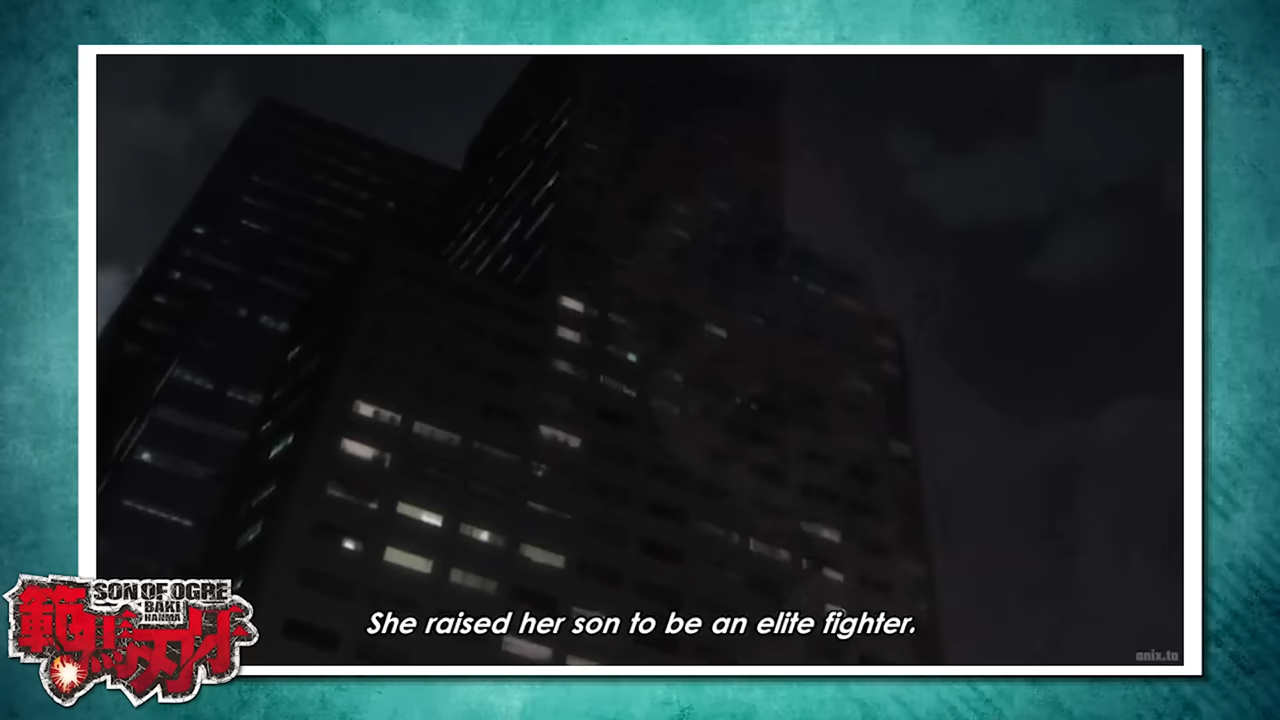 SON OF OGRE
BAKI
HANMA
範馬刃牙
She raised her son to be an elite fighter.
anix.to